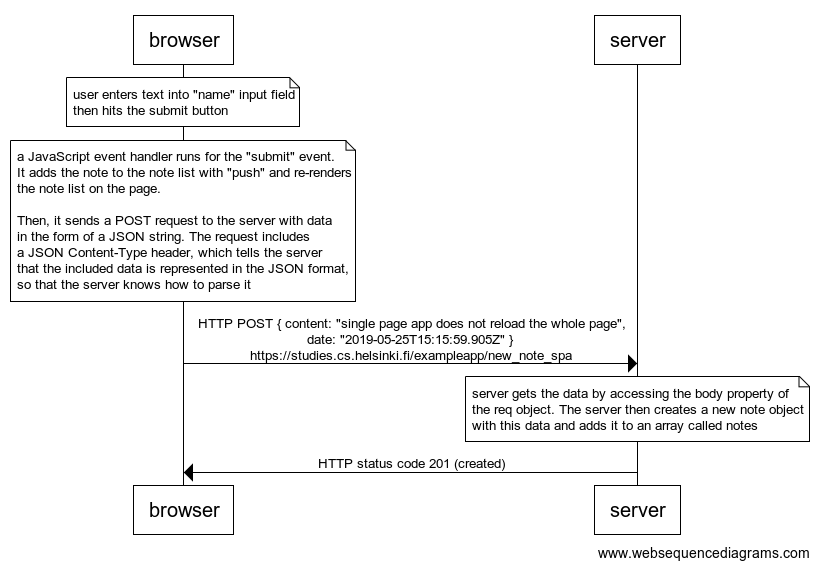 browser
server
user enters text into "name" input field
then hits the submit button
a JavaScript event handler runs for the "submit" event.
It adds the note to the note list with "push" and re-renders
the note list on the page.
Then, it sends a POST request to the server with data
in the form of a JSON string. The request includes
a JSON Content-Type header, which tells the server
that the included data is represented in the JSON format,
so that the server knows how to parse it
HTTP POST { content: "single page app does not reload the whole page",
date: "2019-05-25T15:15:59.905Z" }
https://studies.cs.helsinki.fi/exampleapp/new_note_spa
server gets the data by accessing the body property of
the req object. The server then creates a new note object
with this data and adds it to an array called notes
HTTP status code 201 (created)
browser
server
www.websequencediagrams.com